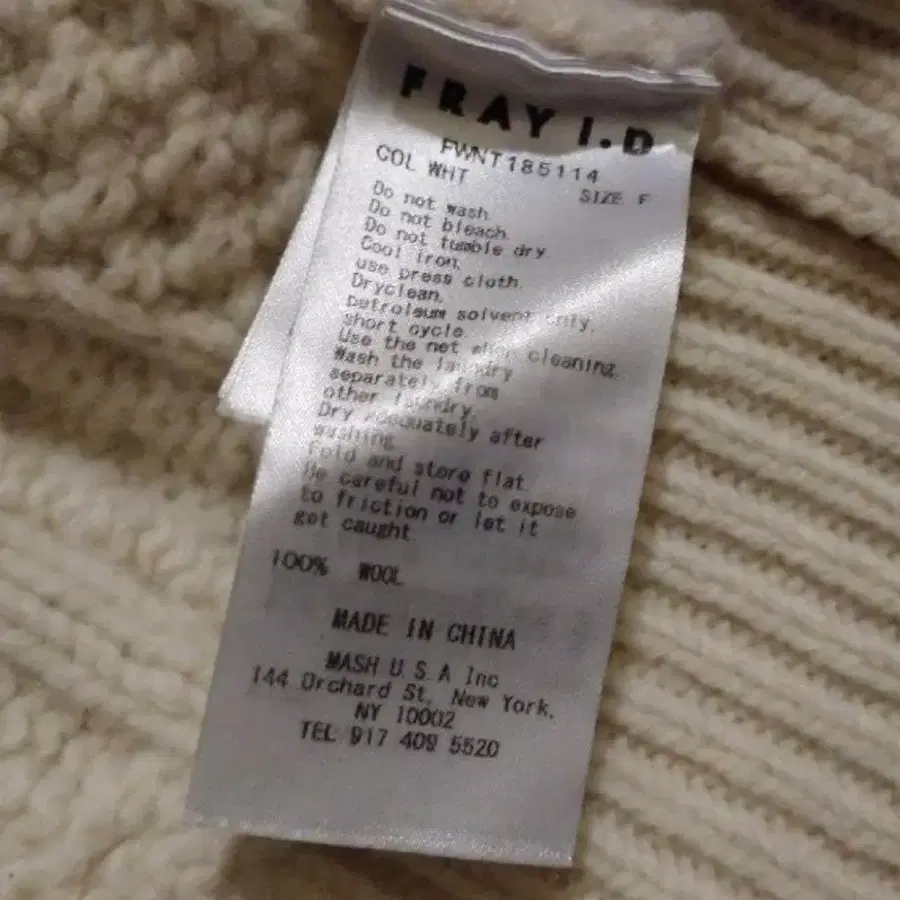 FRAY I.D
FWNT185114
COL WHT
SIZE F
Do not wash.
Do not bleach.
Do not tumble dry.
Cool iron.
use press cloth.
Dryclean.
petroleum solvent only.
short cycle.
Use the net cleaning.
Wash the laundry
separately from
other laundry.
Dry adequately after
washing.
Fold and store flat.
Be careful not to expose
to friction or let it
get caught.
100% WOOL
MADE IN CHINA
MASH U.S.A Inc
144 Orchard St, New York,
NY 10002
TEL 917 409 5520